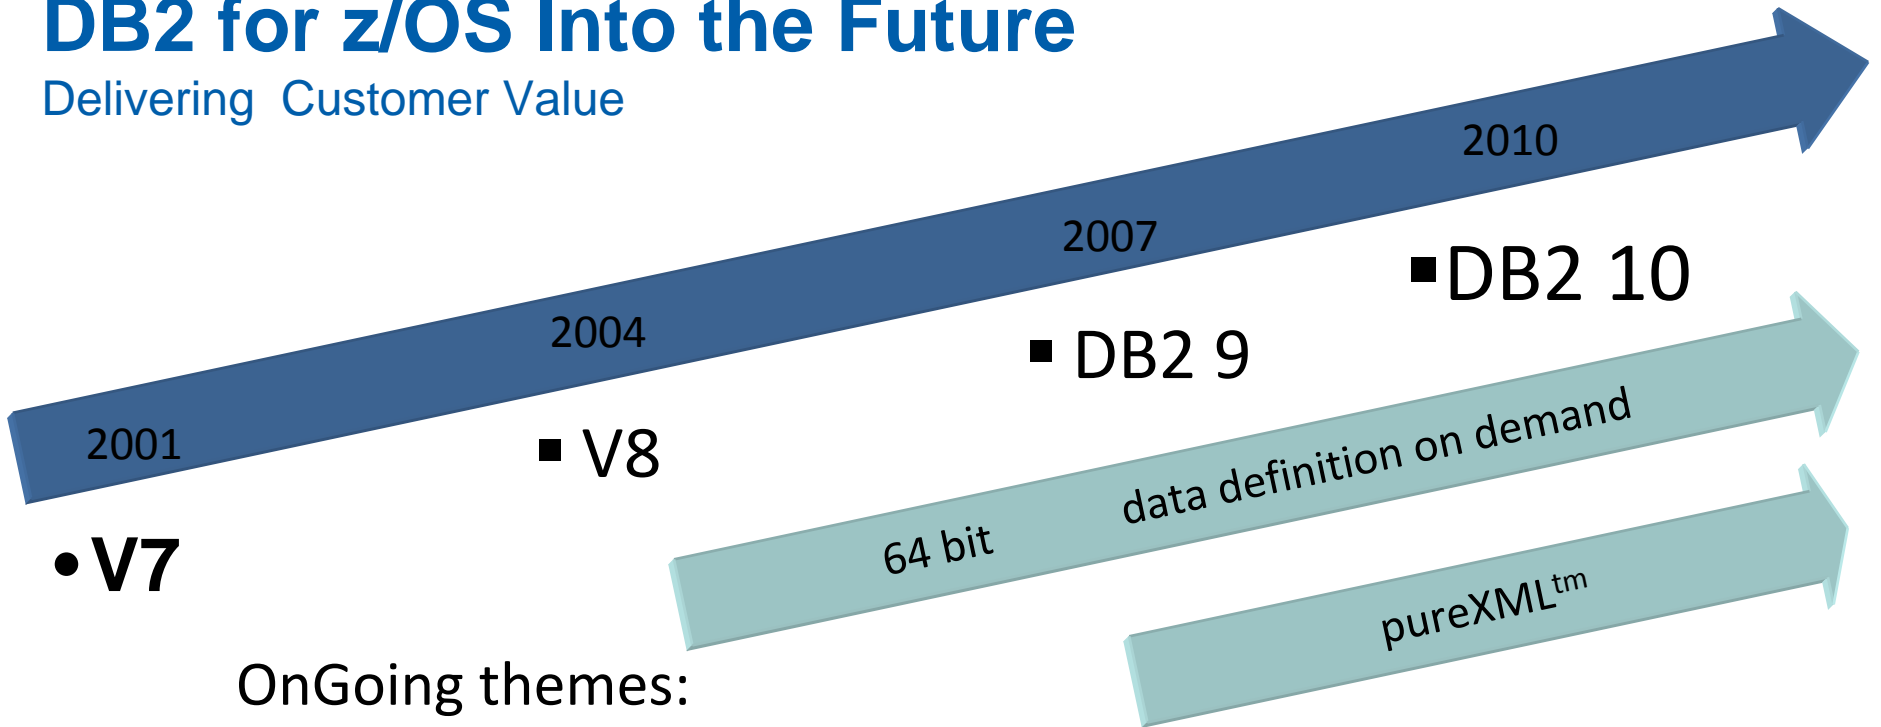 DB2 for z/OS Into the Future
Delivering Customer Value
2010
2007
▪DB2 10
2004
▪ DB2 9
data definition on demand
2001
▪ V8
64 bit
•V7
pureXMLtm
OnGoing themes: